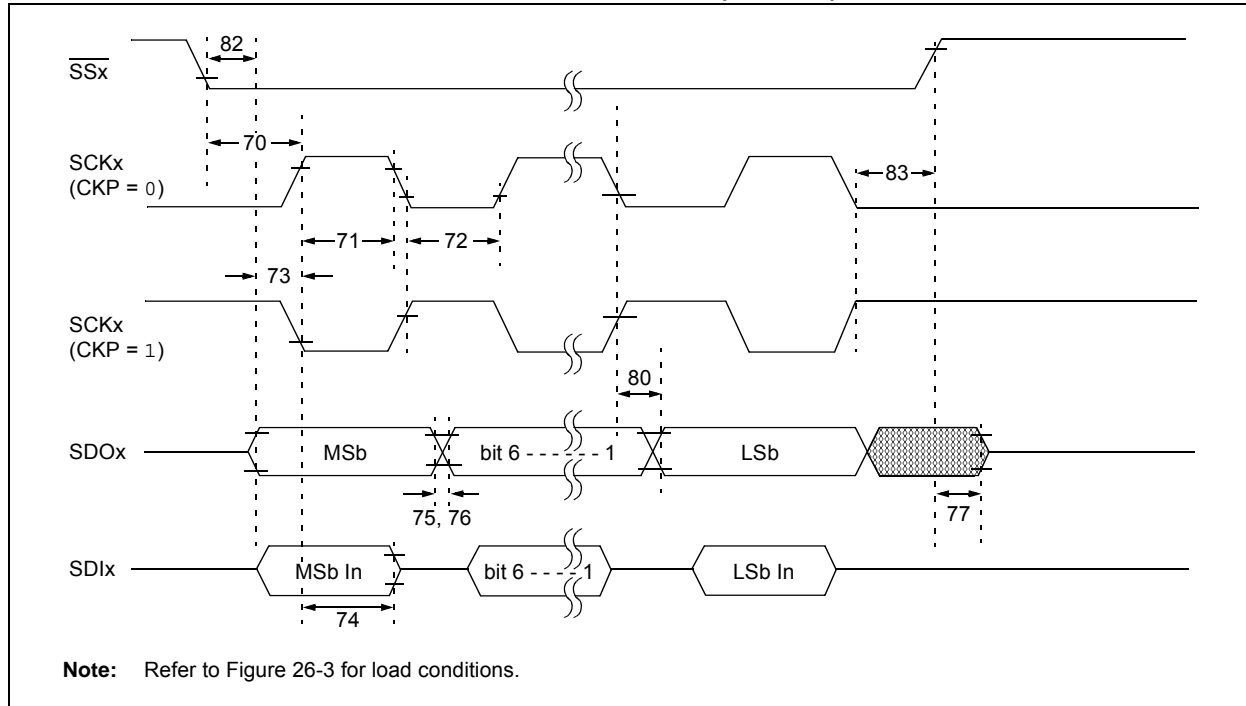 82
SSx
70
SCKx
(CKP = 0)
83
71
72
73
SCKx
(CKP = 1)
80
SDOx
MSb
bit 6 - - - - - - 1
LSb
75, 76
77
SDIx
MSb In
bit 6 - - - - 1
LSb In
74
Note: Refer to Figure 26-3 for load conditions.